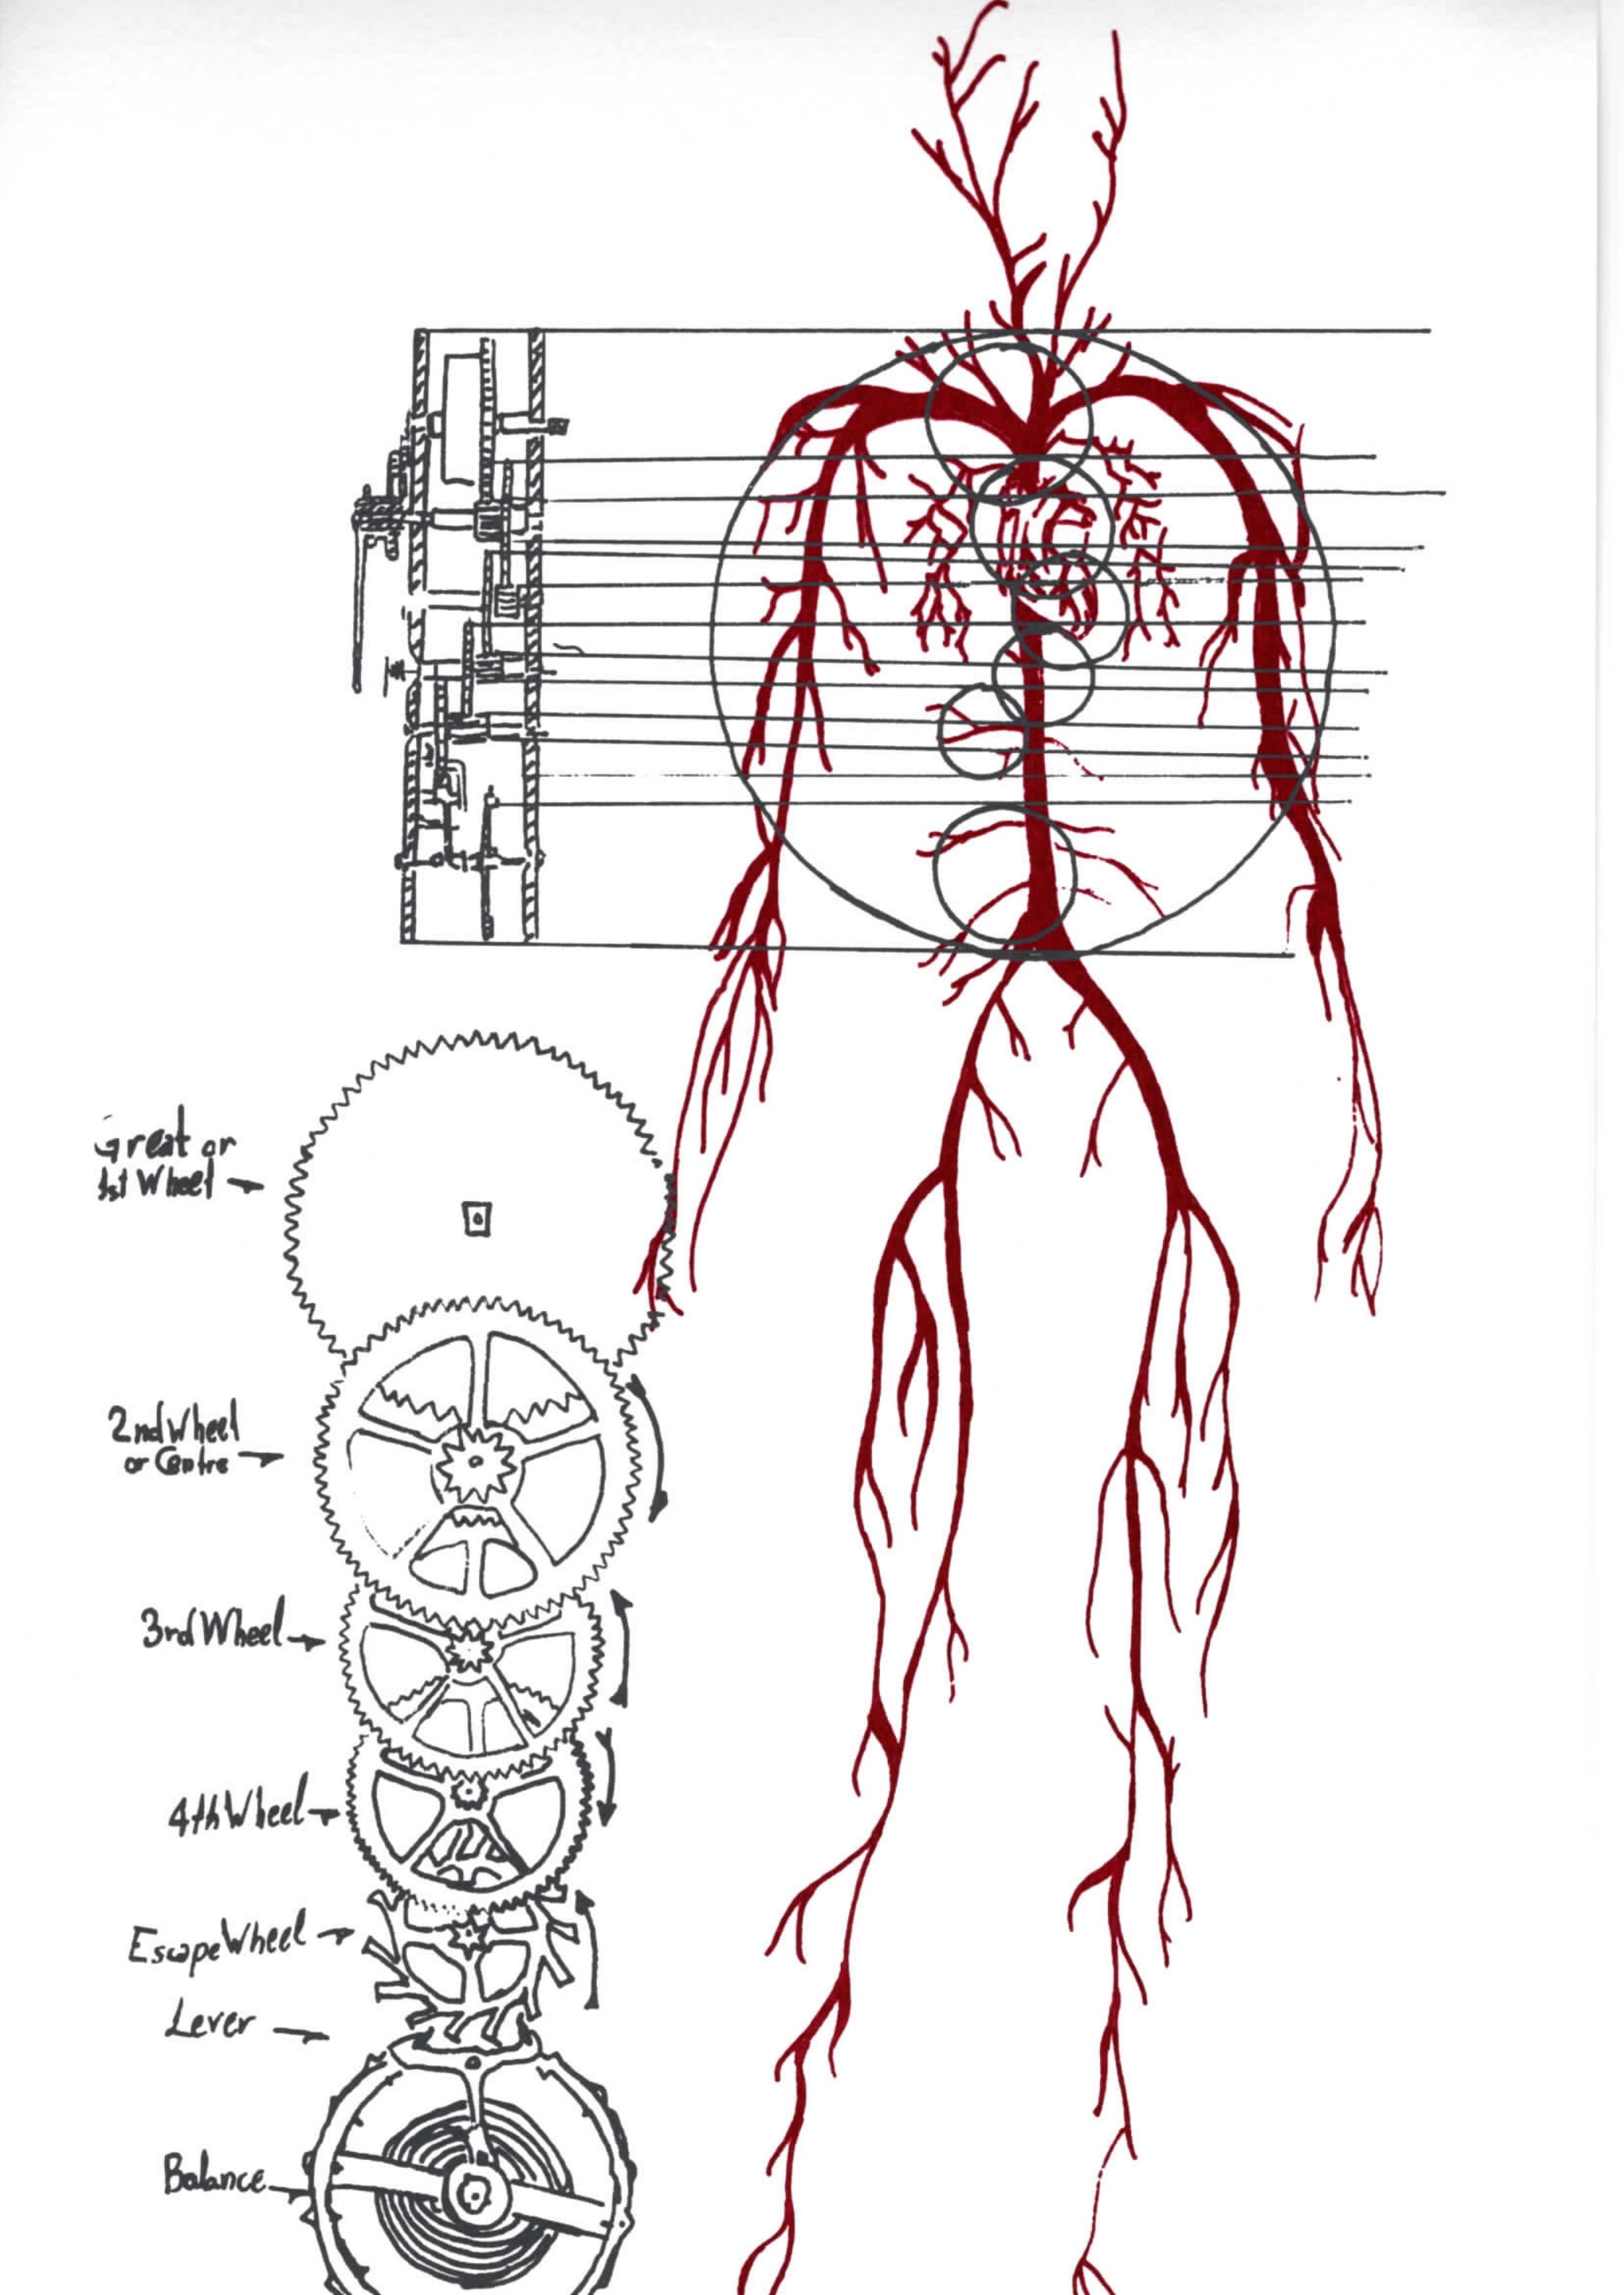 Great or
1st Wheel
2nd Wheel
or Centre
3rd Wheel
4th Wheel
Escape Wheel
Lever
Balance